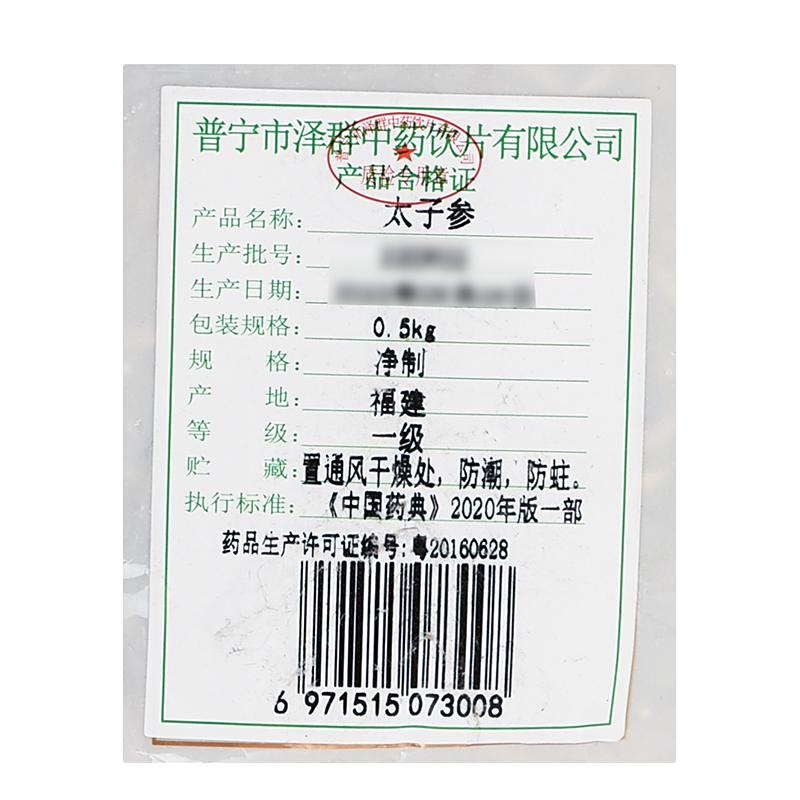 普宁市泽群中药饮片有限公司
产品合格证
产品名称: 太子参
生产批号:
生产日期:
包装规格: 0.5kg
规 格: 净制
产 地: 福建
等 级: 一级
贮 藏: 置通风干燥处, 防潮, 防蛀。
执行标准: 《中国药典》2020年版一部
药品生产许可证编号: 粤20160628
6 971515 073008